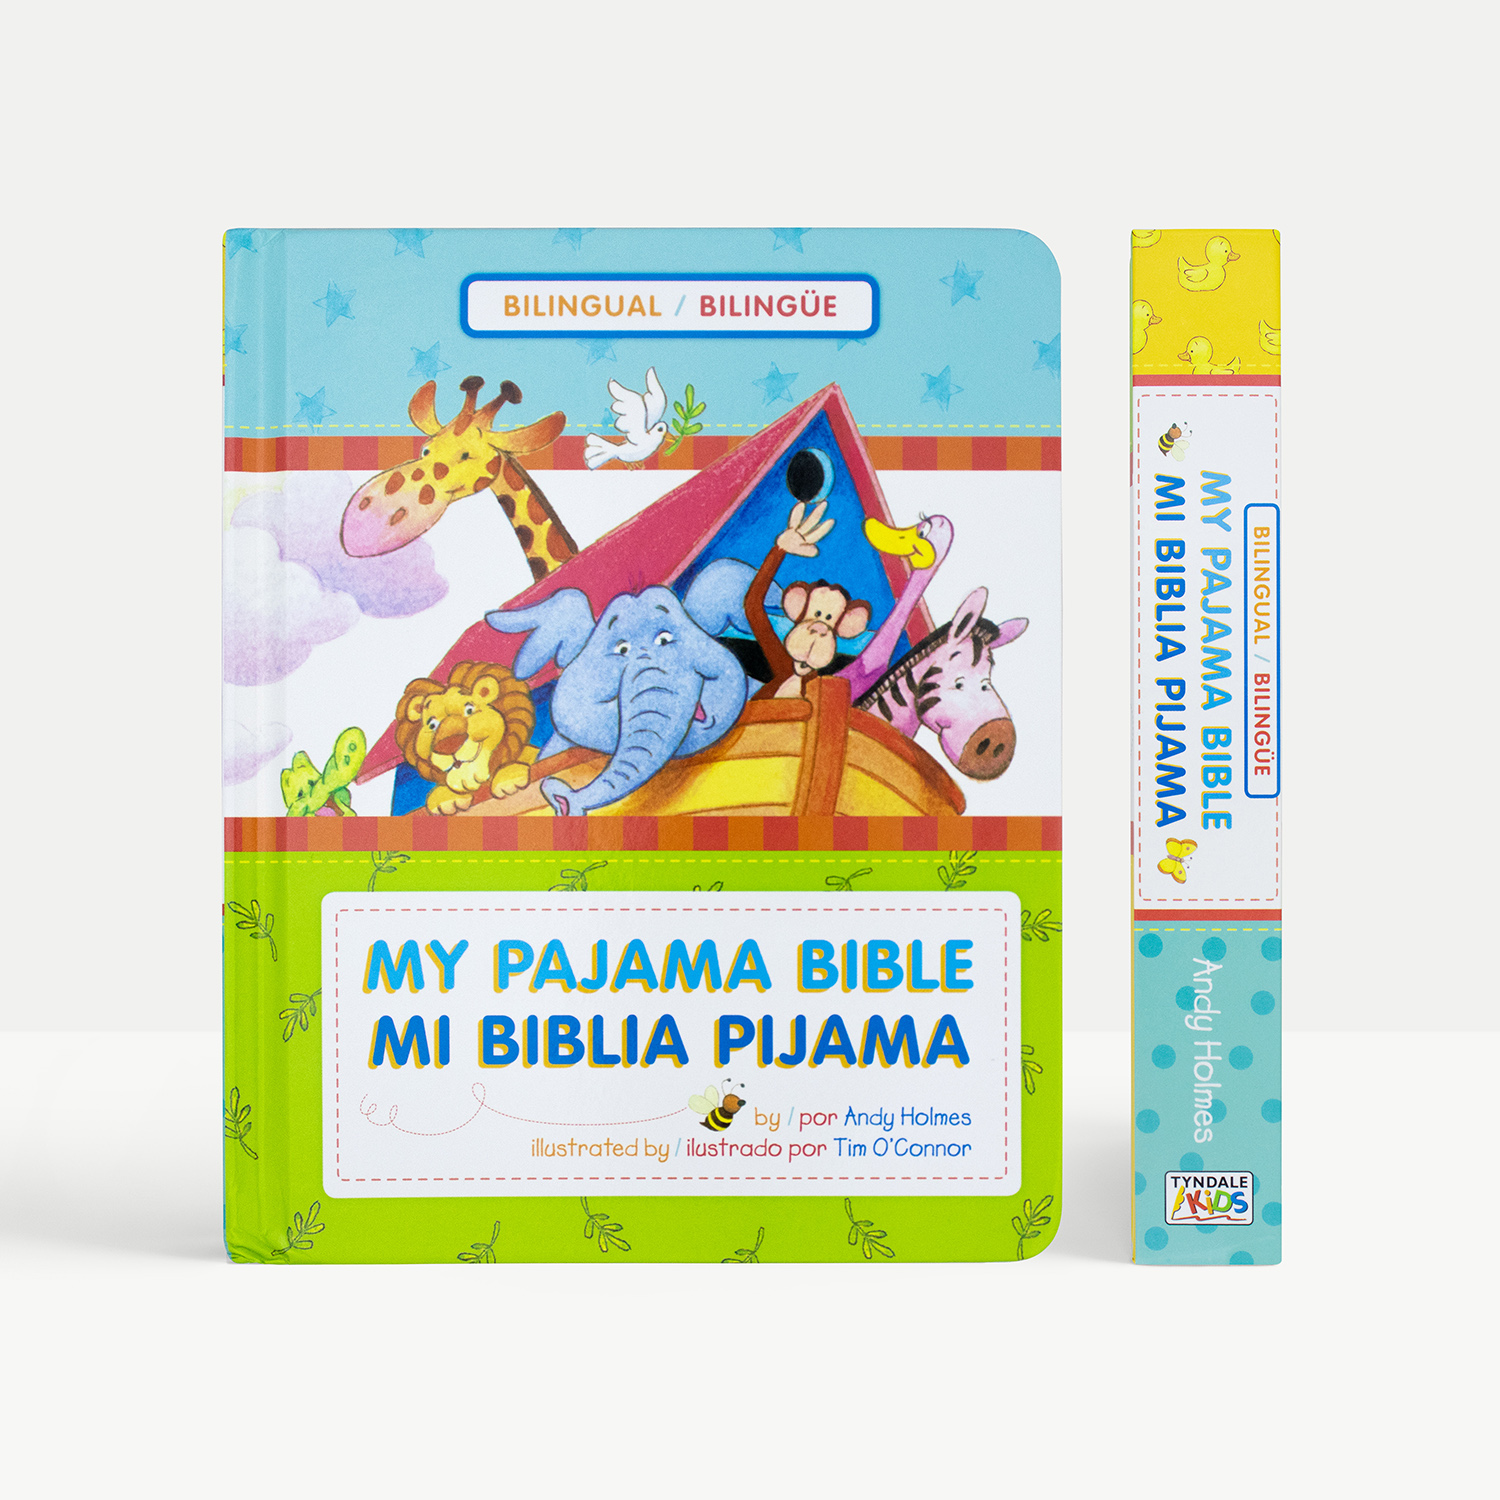 BILINGUAL / BILINGÜE
MY PAJAMA BIBLE
MI BIBLIA PIJAMA
by / por Andy Holmes
illustrated by / ilustrado por Tim O'Connor
BILINGUAL / BILINGÜE
MY PAJAMA BIBLE
MI BIBLIA PIJAMA
Andy Holmes
TYNDALE
KiDS